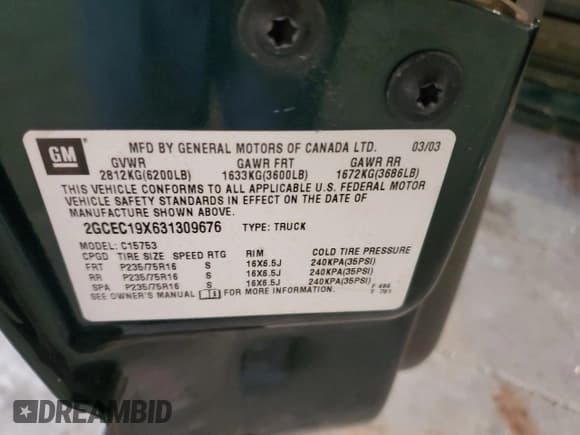 GM
MFD BY GENERAL MOTORS OF CANADA LTD. 03/03
GVWR GAWR FRT GAWR RR
2812KG(6200LB) 1633KG(3600LB) 1672KG(3686LB)
THIS VEHICLE CONFORMS TO ALL APPLICABLE U.S. FEDERAL MOTOR
VEHICLE SAFETY STANDARDS IN EFFECT ON THE DATE OF
MANUFACTURE SHOWN ABOVE.
2GCEC19X631309676 TYPE: TRUCK
MODEL: C15753
CPGD TIRE SIZE SPEED RTG RIM COLD TIRE PRESSURE
FRT P235/75R16 S 16X6.5J 240KPA(35PSI)
RR P235/75R16 S 16X6.5J 240KPA(35PSI)
SPA P235/75R16 S 16X6.5J 240KPA(35PSI)
SEE OWNER'S MANUAL FOR MORE INFORMATION.
DREAMBID